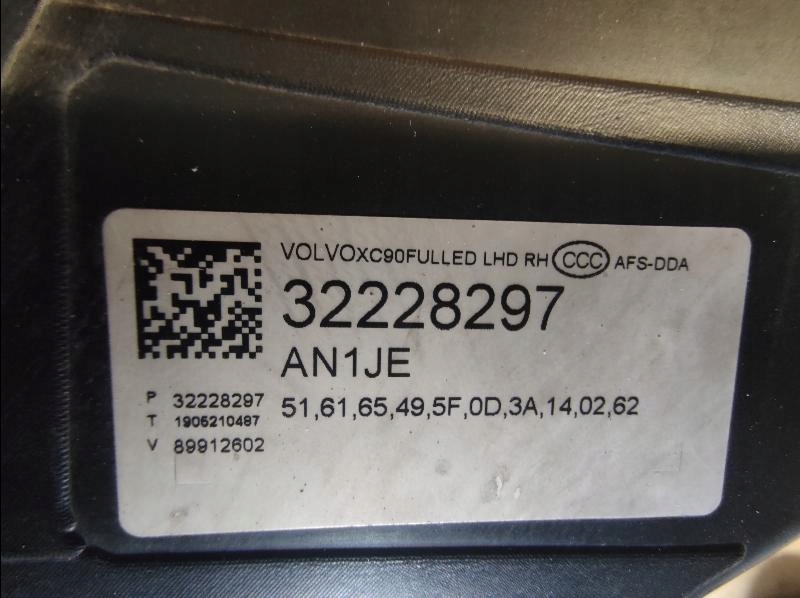 VOLVOXC90FULLED LHD RH CCC AFS-DDA
32228297
AN1JE
51,61,65,49,5F,0D,3A,14,02,62
P 32228297
T 1905210487
V 89912602